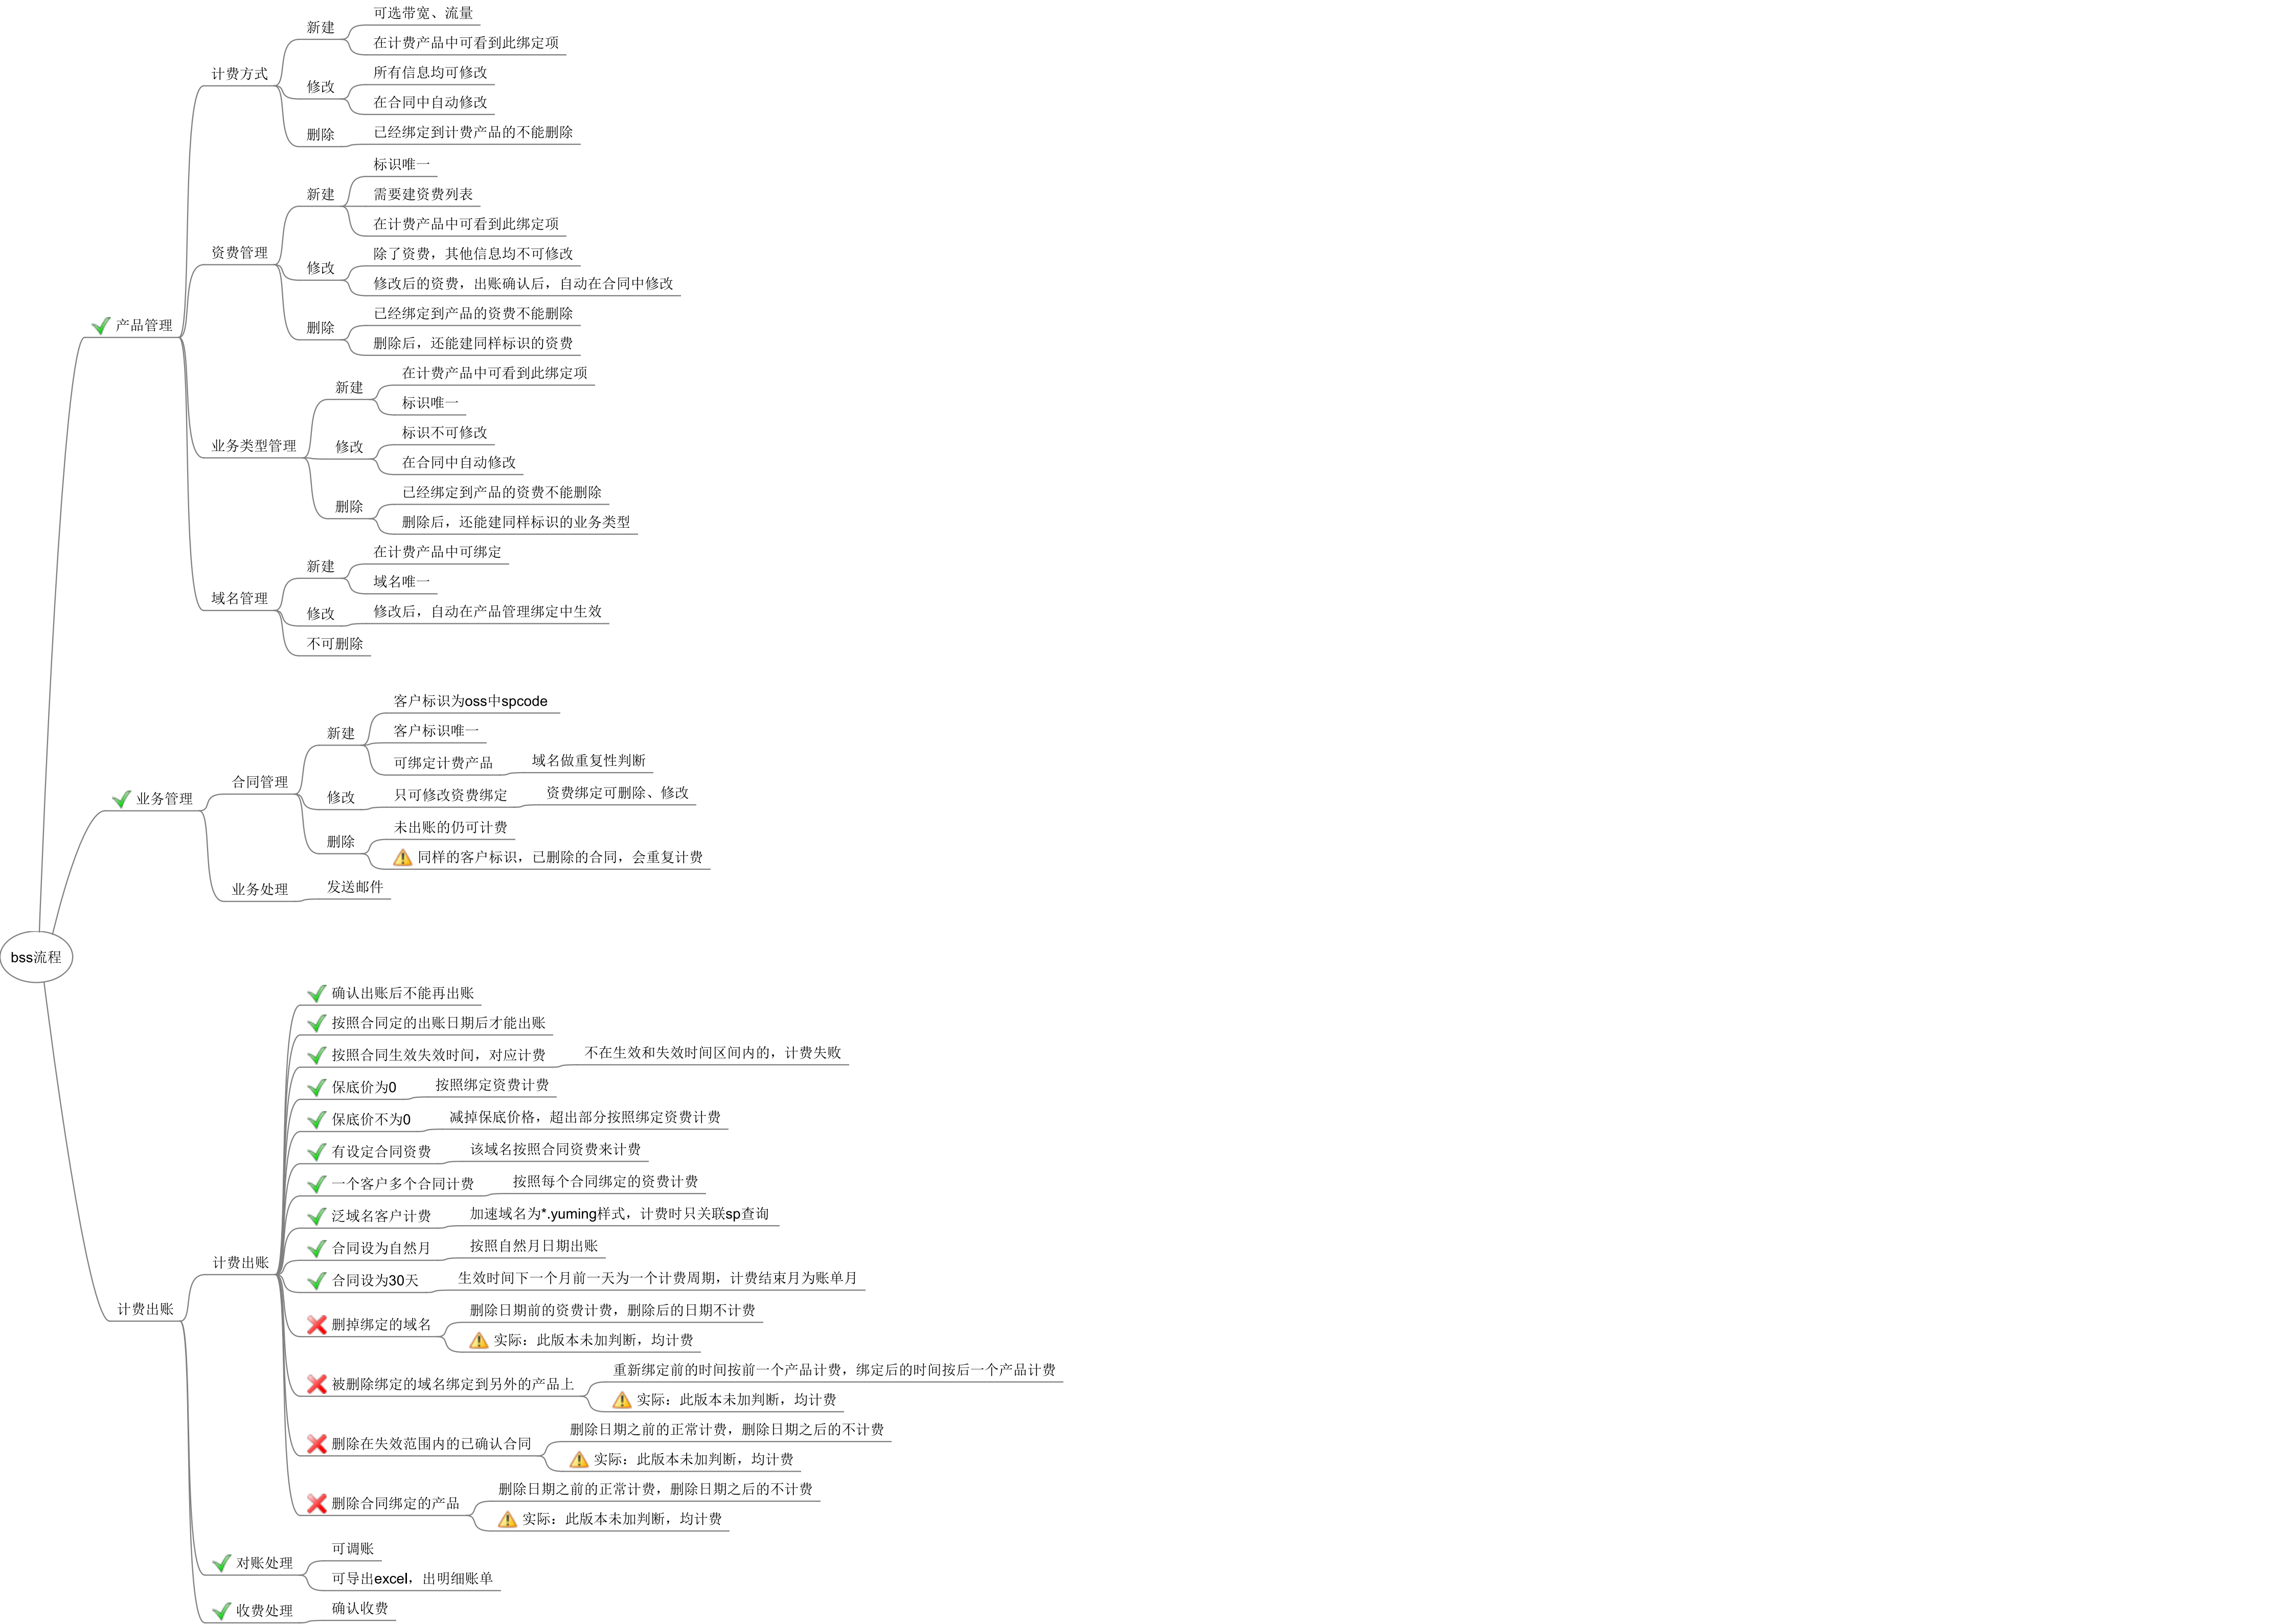 bss流程
产品管理
计费方式
新建
可选带宽、流量
在计费产品中可看到此绑定项
修改
所有信息均可修改
在合同中自动修改
删除
已经绑定到计费产品的不能删除
资费管理
新建
标识唯一
需要建资费列表
在计费产品中可看到此绑定项
修改
除了资费，其他信息均不可修改
修改后的资费，出账确认后，自动在合同中修改
删除
已经绑定到产品的资费不能删除
删除后，还能建同样标识的资费
业务类型管理
新建
在计费产品中可看到此绑定项
标识唯一
修改
标识不可修改
在合同中自动修改
删除
已经绑定到产品的资费不能删除
删除后，还能建同样标识的业务类型
域名管理
新建
在计费产品中可绑定
域名唯一
修改
修改后，自动在产品管理绑定中生效
不可删除
业务管理
合同管理
新建
客户标识为oss中spcode
客户标识唯一
可绑定计费产品
域名做重复性判断
修改
只可修改资费绑定
资费绑定可删除、修改
删除
未出账的仍可计费
同样的客户标识，已删除的合同，会重复计费
业务处理
发送邮件
计费出账
计费出账
确认出账后不能再出账
按照合同定的出账日期后才能出账
按照合同生效失效时间，对应计费
不在生效和失效时间区间内的，计费失败
保底价为0
按照绑定资费计费
保底价不为0
减掉保底价格，超出部分按照绑定资费计费
有设定合同资费
该域名按照合同资费来计费
一个客户多个合同计费
按照每个合同绑定的资费计费
泛域名客户计费
加速域名为*.yuming样式，计费时只关联sp查询
合同设为自然月
按照自然月日期出账
合同设为30天
生效时间下一个月前一天为一个计费周期，计费结束月为账单月
删掉绑定的域名
删除日期前的资费计费，删除后的日期不计费
实际：此版本未加判断，均计费
被删除绑定的域名绑定到另外的产品上
重新绑定前的时间按前一个产品计费，绑定后的时间按后一个产品计费
实际：此版本未加判断，均计费
删除在失效范围内的已确认合同
删除日期之前的正常计费，删除日期之后的不计费
实际：此版本未加判断，均计费
删除合同绑定的产品
删除日期之前的正常计费，删除日期之后的不计费
实际：此版本未加判断，均计费
对账处理
可调账
可导出excel，出明细账单
收费处理
确认收费